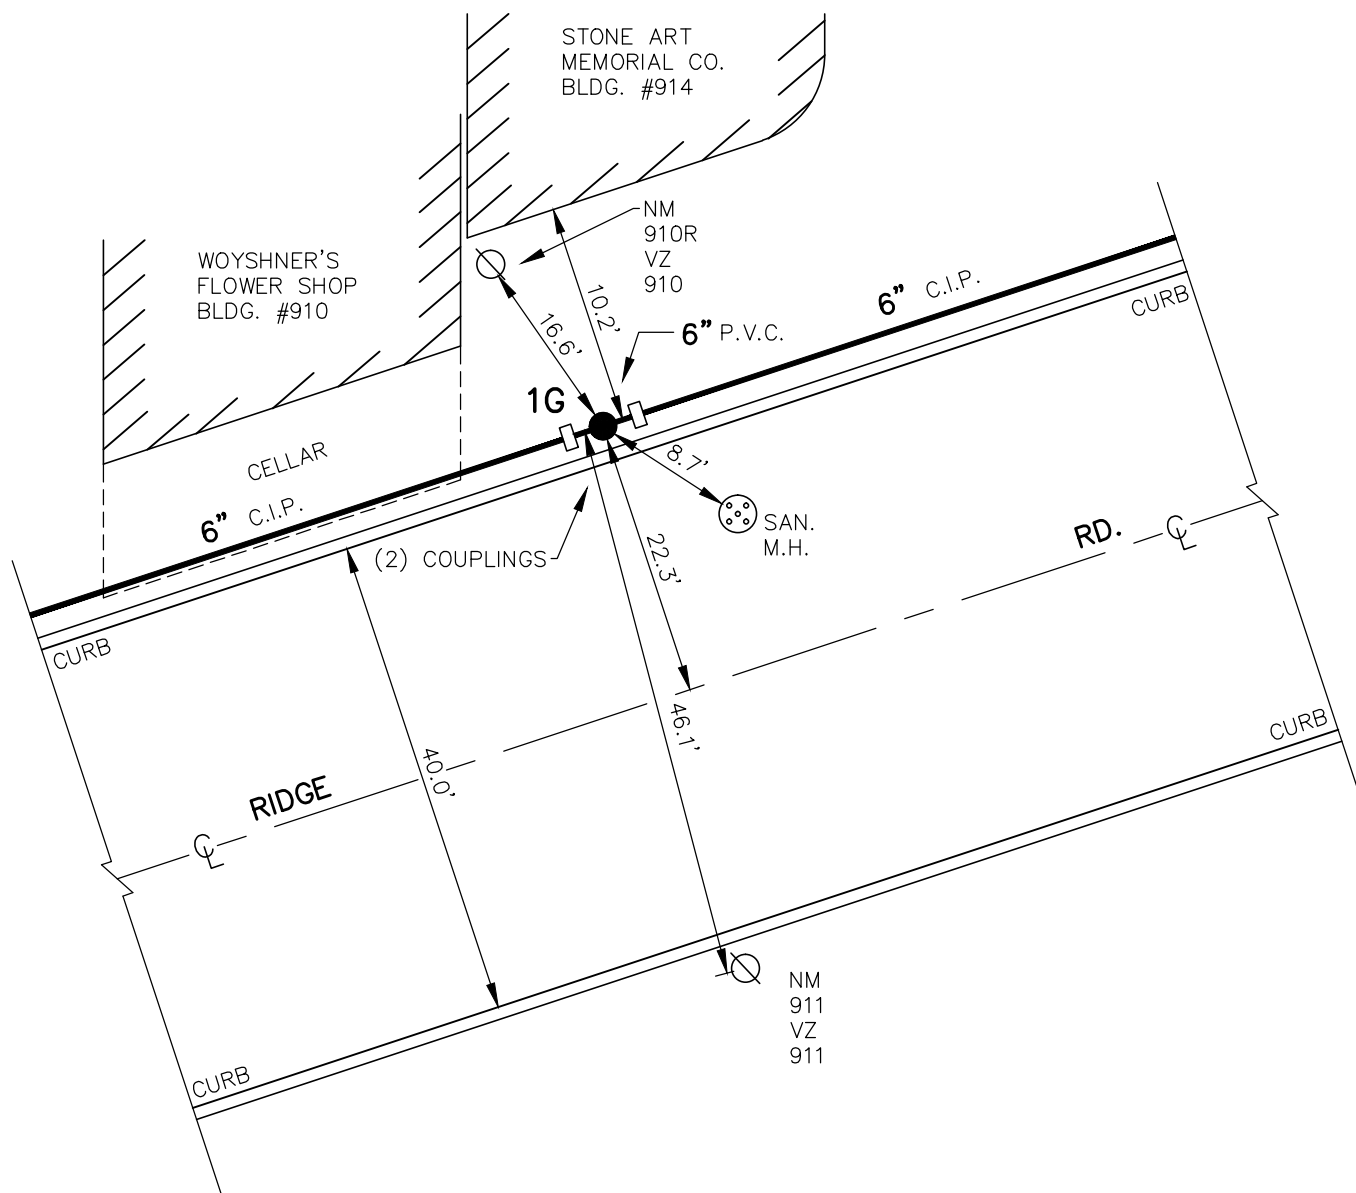 STONE ART
MEMORIAL CO.
BLDG. #914
NM
910R
VZ
910
WOYSHNER'S
FLOWER SHOP
BLDG. #910
10.2'
16.6'
6" C.I.P.
CURB
6" P.V.C.
1G
CELLAR
8.7'
6" C.I.P.
SAN.
M.H.
(2) COUPLINGS
22.3'
RD.
CL
CURB
46.1'
CURB
40.0'
RIDGE
CL
NM
911
VZ
911
CURB